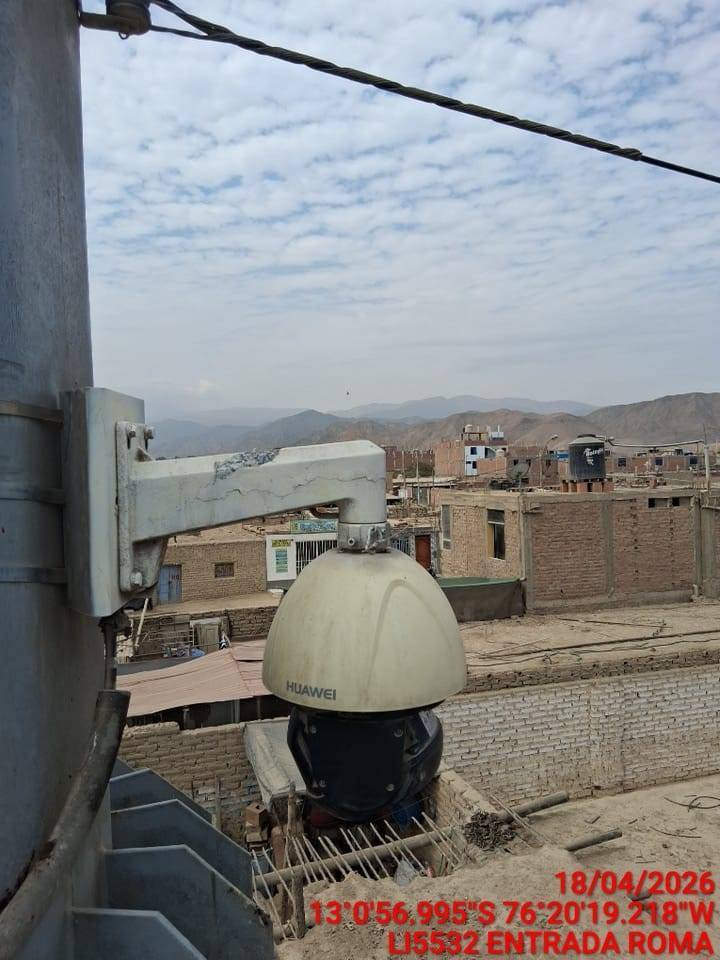 HUAWEI
18/04/2026
13°0'56.995"S 76°20'19.218"W
LI5532 ENTRADA ROMA